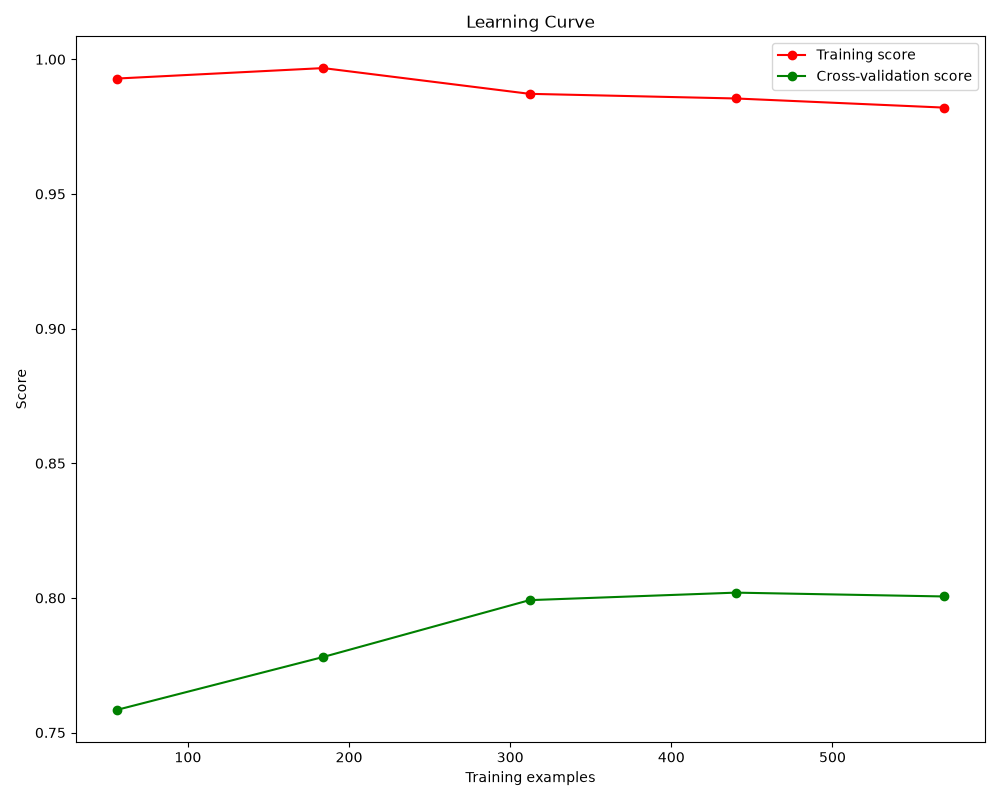 Learning Curve
1.00
0.95
0.90
0.85
0.80
0.75
Score
Training score
Cross-validation score
100
200
300
400
500
Training examples